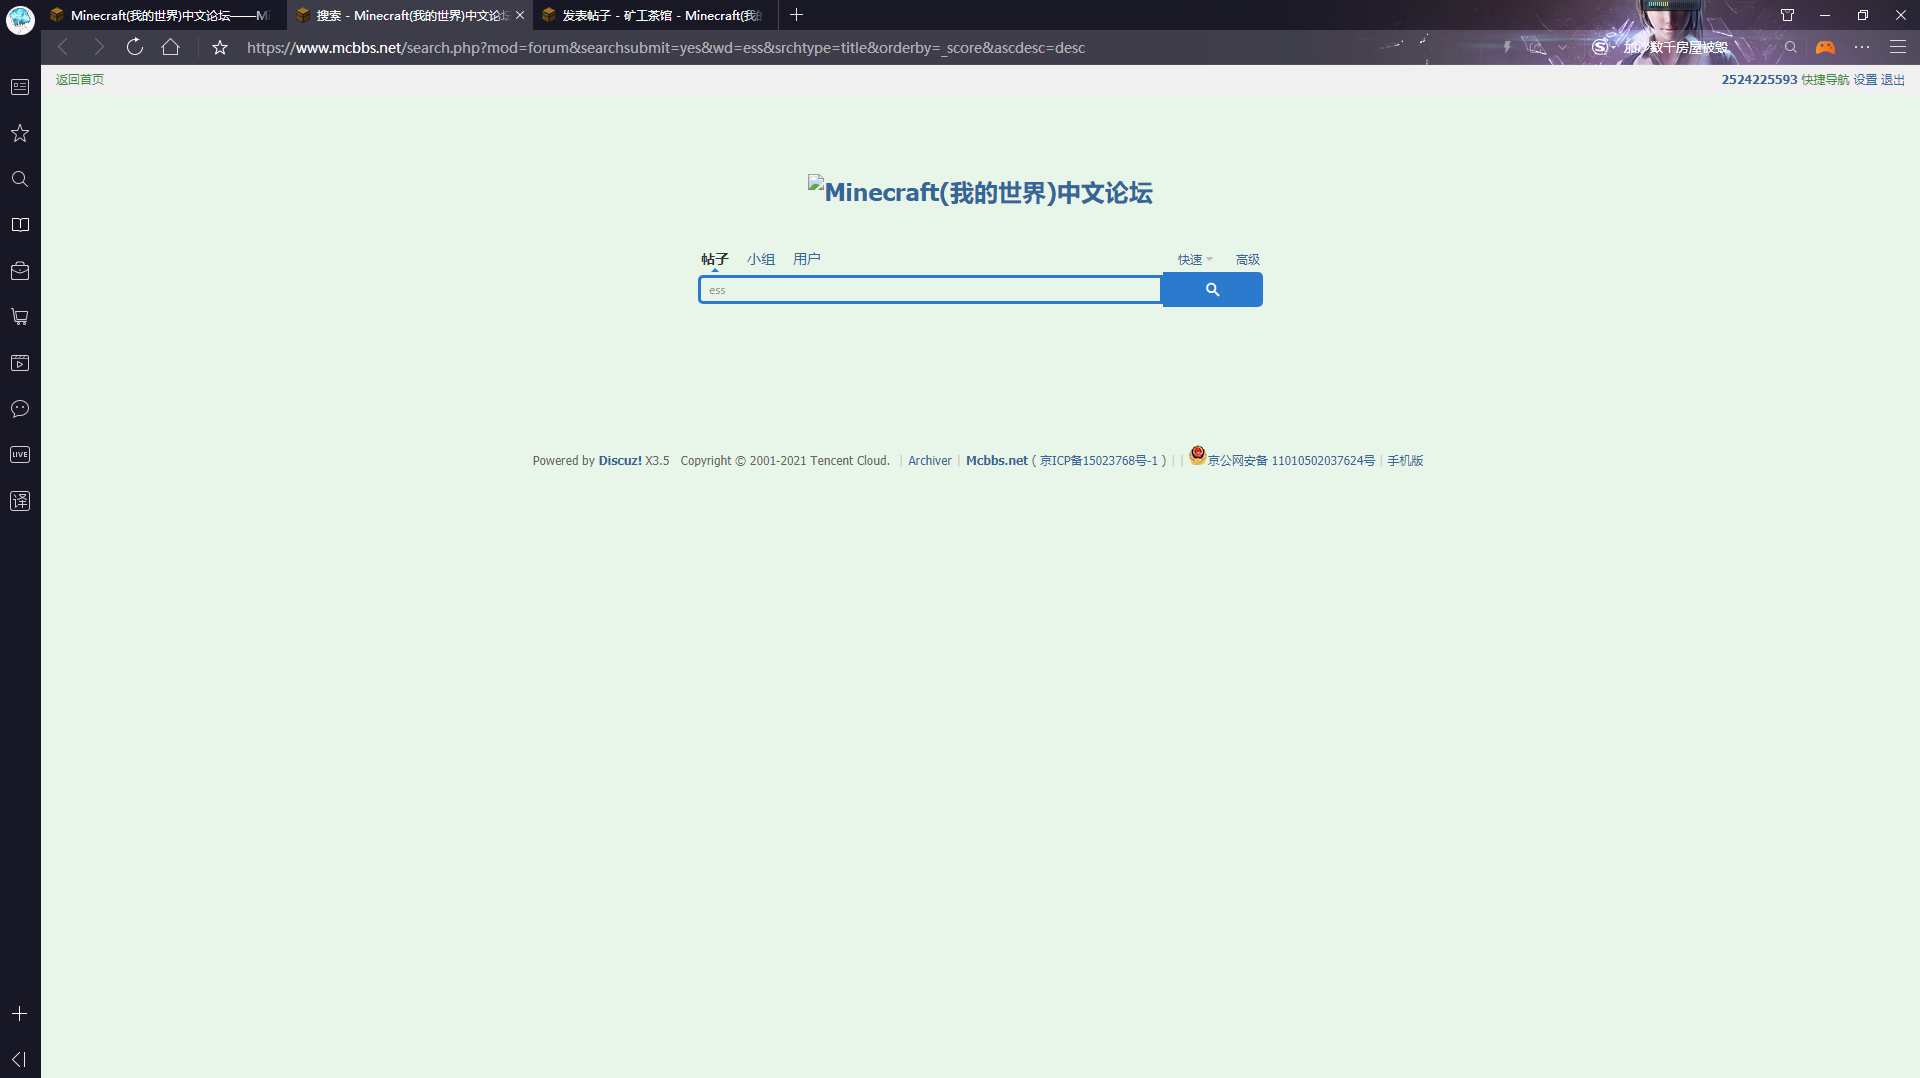 Minecraft(我的世界)中文论坛——Mi
搜索 - Minecraft(我的世界)中文论坛
发表帖子 - 矿工茶馆 - Minecraft(我的
https://www.mcbbs.net/search.php?mod=forum&searchsubmit=yes&wd=ess&srchtype=title&orderby=_score&ascdesc=desc
加沙数千房屋被毁
返回首页
2524225593 快捷导航 设置 退出
Minecraft(我的世界)中文论坛
帖子 小组 用户 快速 高级
ess
Powered by Discuz! X3.5 Copyright © 2001-2021 Tencent Cloud. | Archiver | Mcbbs.net ( 京ICP备15023768号-1 ) | | 京公网安备 11010502037624号 | 手机版
LIVE
译